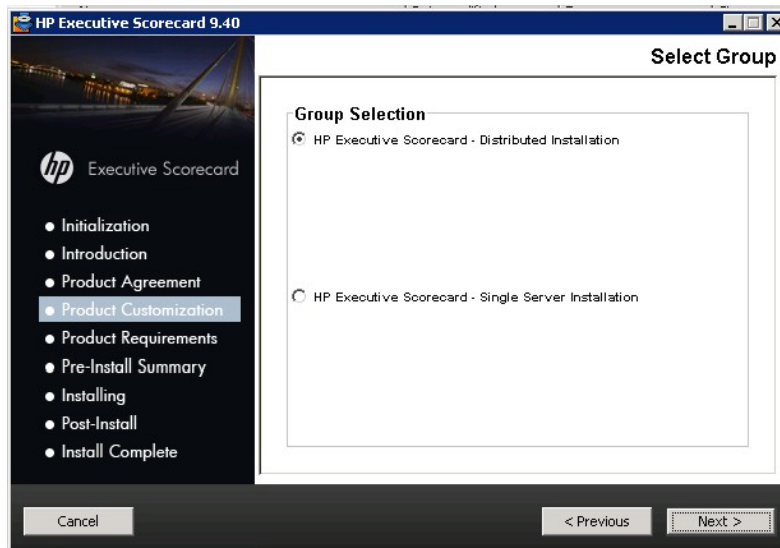 HP Executive Scorecard 9.40
Select Group
hp Executive Scorecard
Initialization
Introduction
Product Agreement
Product Customization
Product Requirements
Pre-Install Summary
Installing
Post-Install
Install Complete
Group Selection
HP Executive Scorecard - Distributed Installation
HP Executive Scorecard - Single Server Installation
Cancel
< Previous
Next >